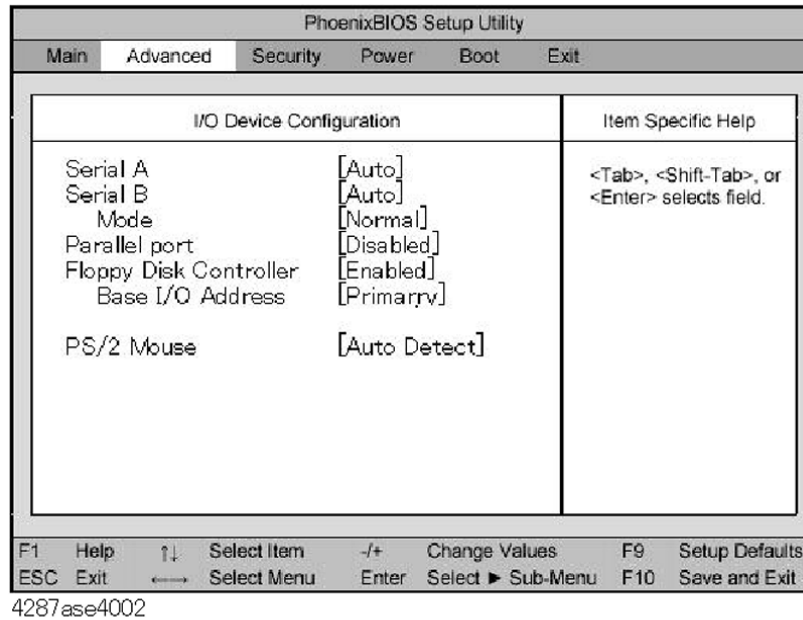 PhoenixBIOS Setup Utility
Main Advanced Security Power Boot Exit
I/O Device Configuration
Item Specific Help
Serial A [Auto]
Serial B [Auto]
Mode [Normal]
Parallel port [Disabled]
Floppy Disk Controller [Enabled]
Base I/O Address [Primarrv]
PS/2 Mouse [Auto Detect]
<Tab>, <Shift-Tab>, or
<Enter> selects field.
F1 Help ↑↓ Select Item -/+ Change Values F9 Setup Defaults
ESC Exit ←→ Select Menu Enter Select ► Sub-Menu F10 Save and Exit
4287ase4002